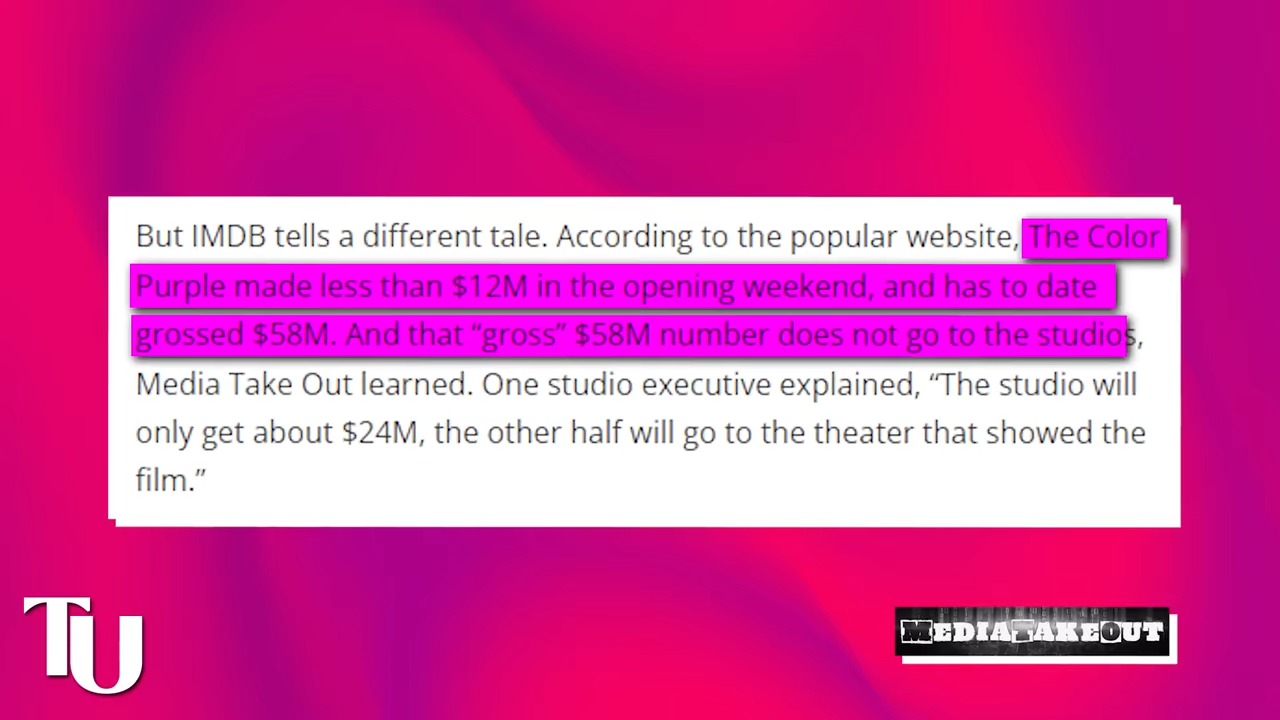 But IMDB tells a different tale. According to the popular website, The Color
Purple made less than $12M in the opening weekend, and has to date
grossed $58M. And that “gross” $58M number does not go to the studios,
Media Take Out learned. One studio executive explained, “The studio will
only get about $24M, the other half will go to the theater that showed the
film.”
TU
MEDIATAKEOUT